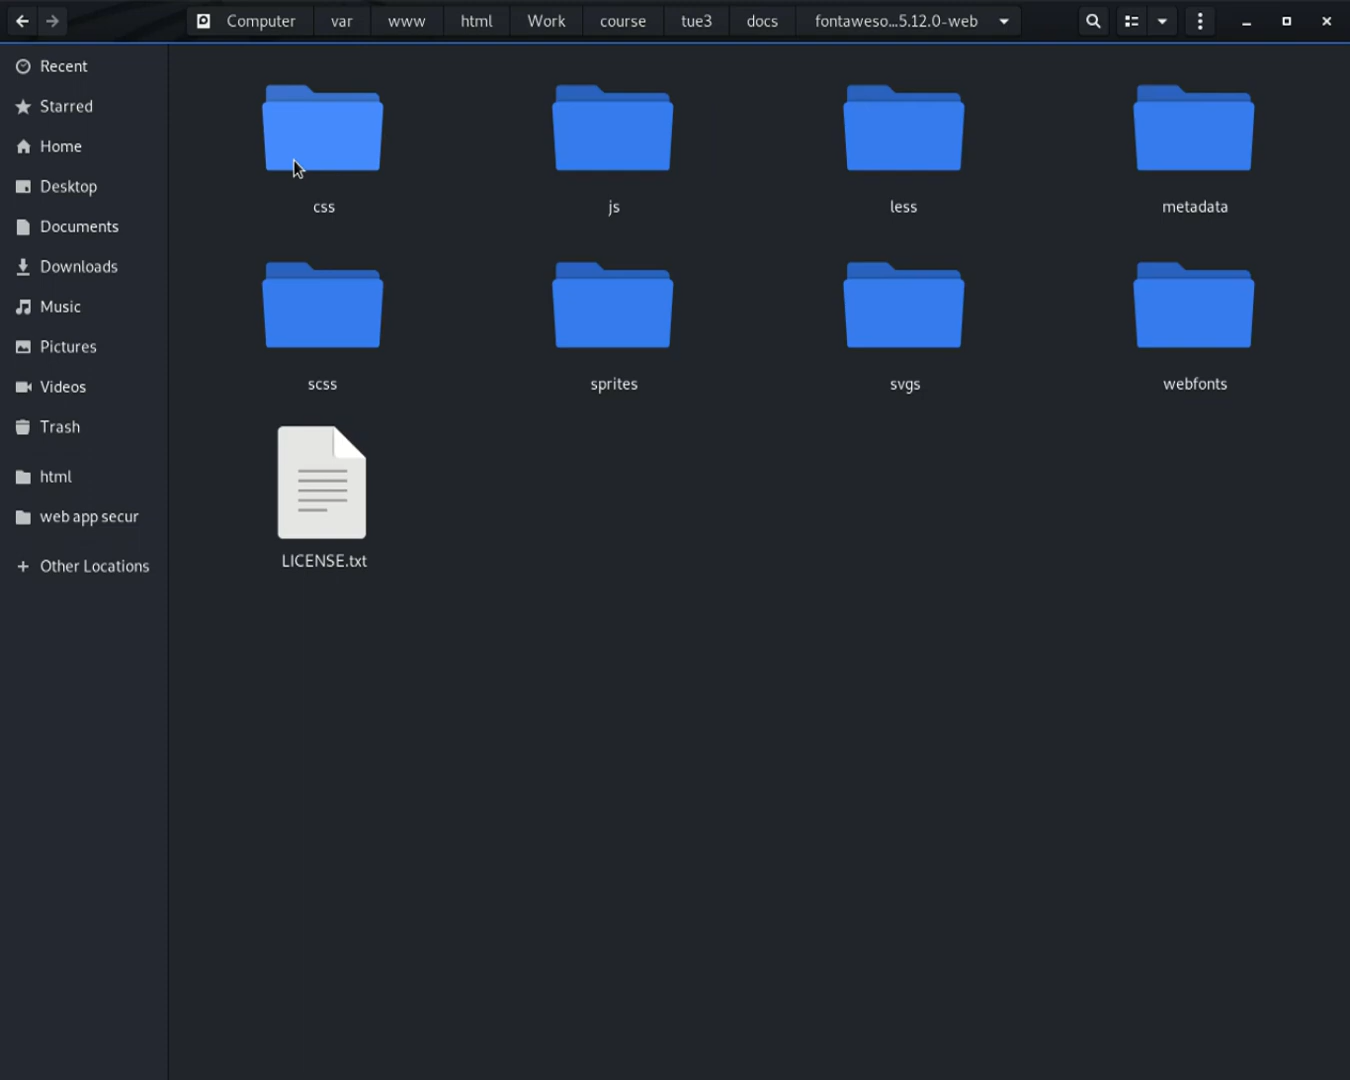 Computer var www html Work course tue3 docs fontaweso...5.12.0-web
Recent
Starred
Home
Desktop
Documents
Downloads
Music
Pictures
Videos
Trash
html
web app secur
+ Other Locations
css js less metadata
scss sprites svgs webfonts
LICENSE.txt